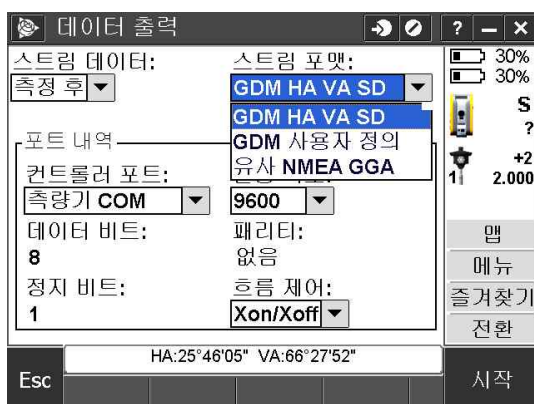 데이터 출력
? – ×
스트림 데이터:
스트림 포맷:
측정 후
GDM HA VA SD
GDM HA VA SD
GDM 사용자 정의
유사 NMEA GGA
포트 내역
컨트롤러 포트:
측량기 COM
9600
데이터 비트:
패리티:
8
없음
정지 비트:
흐름 제어:
1
Xon/Xoff
HA:25°46'05" VA:66°27'52"
Esc
30%
30%
S
?
+2
1 2.000
맵
메뉴
즐겨찾기
전환
시작